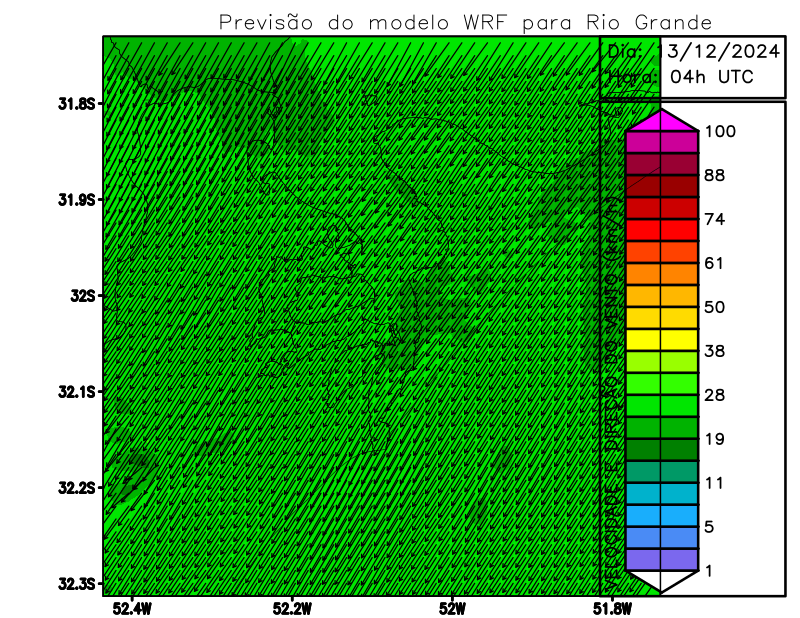 Previsão do modelo WRF para Rio Grande
Dia: 13/12/2024
Hora: 04h UTC
31.8S
31.9S
32S
32.1S
32.2S
32.3S
52.4W
52.2W
52W
51.8W
VELOCIDADE E DIREÇÃO DO VENTO (km/h)
100
88
74
61
50
38
28
19
11
5
1